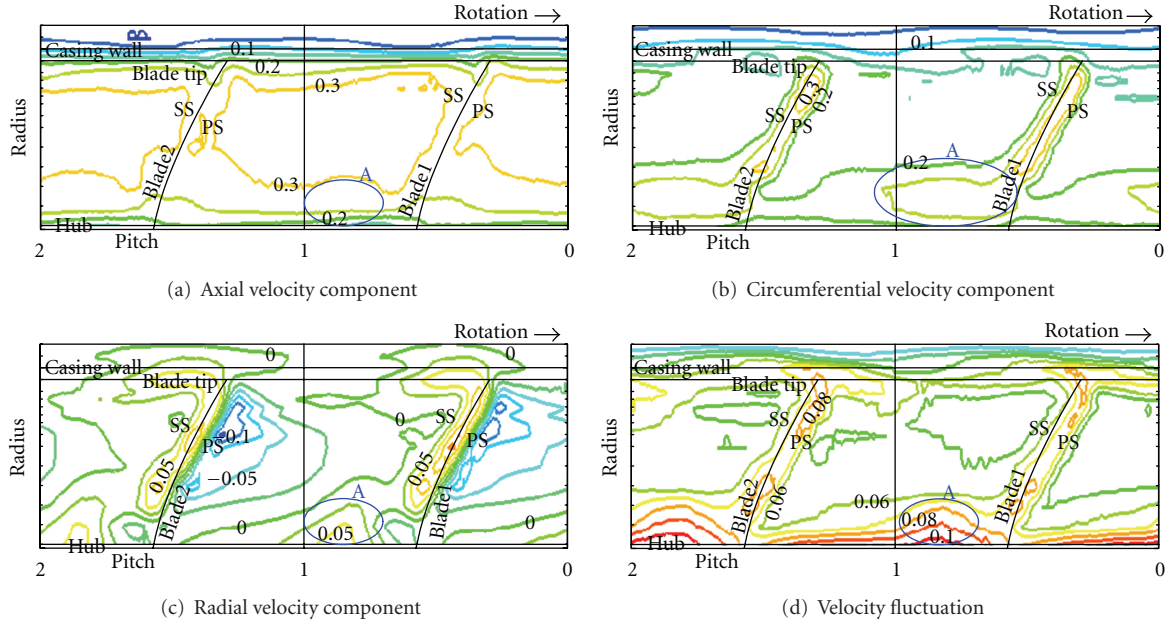 Rotation
B
Casing wall
0.1
0.2
Blade tip
0.3
SS
SS
PS
PS
Radius
Blade2
Blade1
A
0.3
0.2
Hub
2
Pitch
1
0
(a) Axial velocity component
Rotation
0.1
Casing wall
Blade tip
0.3
0.2
SS
SS
PS
PS
Radius
0.2
A
Blade2
Blade1
Hub
2
Pitch
1
0
(b) Circumferential velocity component
Rotation
0
0
Casing wall
Blade tip
SS
0
SS
PS
−0.1
PS
Radius
0.05
−0.05
0.05
Blade2
Blade1
A
0
0
0.05
Hub
2
Pitch
1
0
(c) Radial velocity component
Rotation
Casing wall
Blade tip
0.08
SS
SS
PS
PS
Radius
Blade2
0.06
0.06
A
Blade1
0.08
0.1
Hub
2
Pitch
1
0
(d) Velocity fluctuation